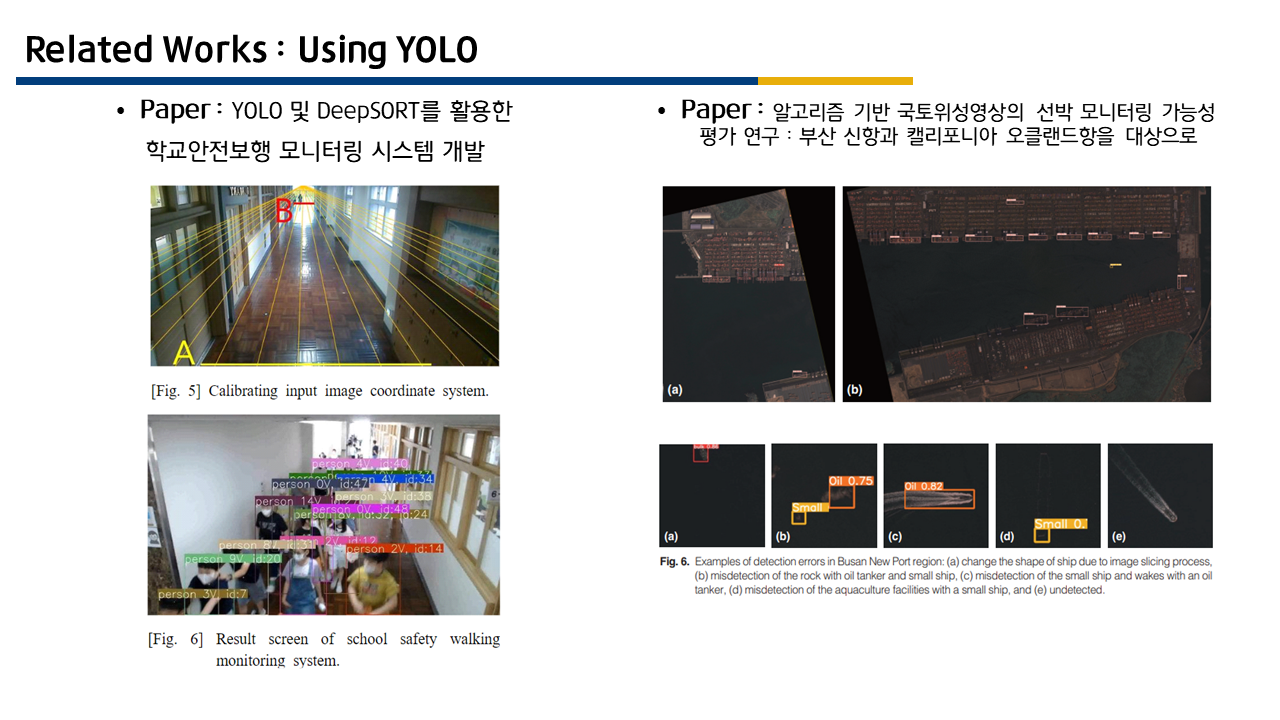 Related Works : Using YOLO
• Paper : YOLO 및 DeepSORT를 활용한
학교안전보행 모니터링 시스템 개발
B
A
[Fig. 5] Calibrating input image coordinate system.
person 4V, id:40
person 4V, id:34
person 0V, id:47
person 3V, id:38
person 14V, id:2
person 0V, id:48
id:24
2V, id:12
person 8V, id:31
person 2V, id:14
person 9V, id:20
person 3V, id:7
[Fig. 6] Result screen of school safety walking
monitoring system.
• Paper : 알고리즘 기반 국토위성영상의 선박 모니터링 가능성
평가 연구 : 부산 신항과 캘리포니아 오클랜드항을 대상으로
(a)
(b)
(a)
Small
Oil 0.75
(b)
Oil 0.82
(c)
Small 0.
(d)
(e)
Fig. 6. Examples of detection errors in Busan New Port region: (a) change the shape of ship due to image slicing process,
(b) misdetection of the rock with oil tanker and small ship, (c) misdetection of the small ship and wakes with an oil
tanker, (d) misdetection of the aquaculture facilities with a small ship, and (e) undetected.